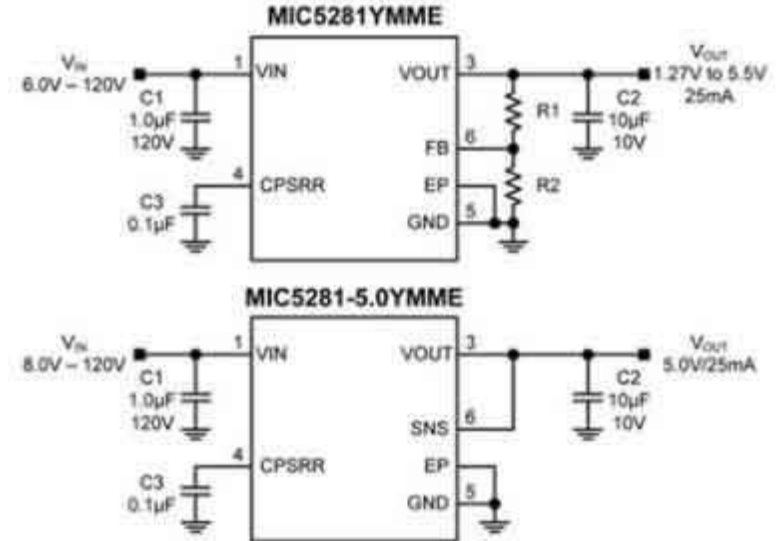 MIC5281YMME
VIN
6.0V – 120V
C1
1.0µF
120V
1
VIN
4
CPSRR
C3
0.1µF
VOUT
3
FB
6
EP
GND
5
R1
R2
C2
10µF
10V
VOUT
1.27V to 5.5V
25mA
MIC5281-5.0YMME
VIN
8.0V – 120V
C1
1.0µF
120V
1
VIN
4
CPSRR
C3
0.1µF
VOUT
3
SNS
6
EP
GND
5
C2
10µF
10V
VOUT
5.0V/25mA